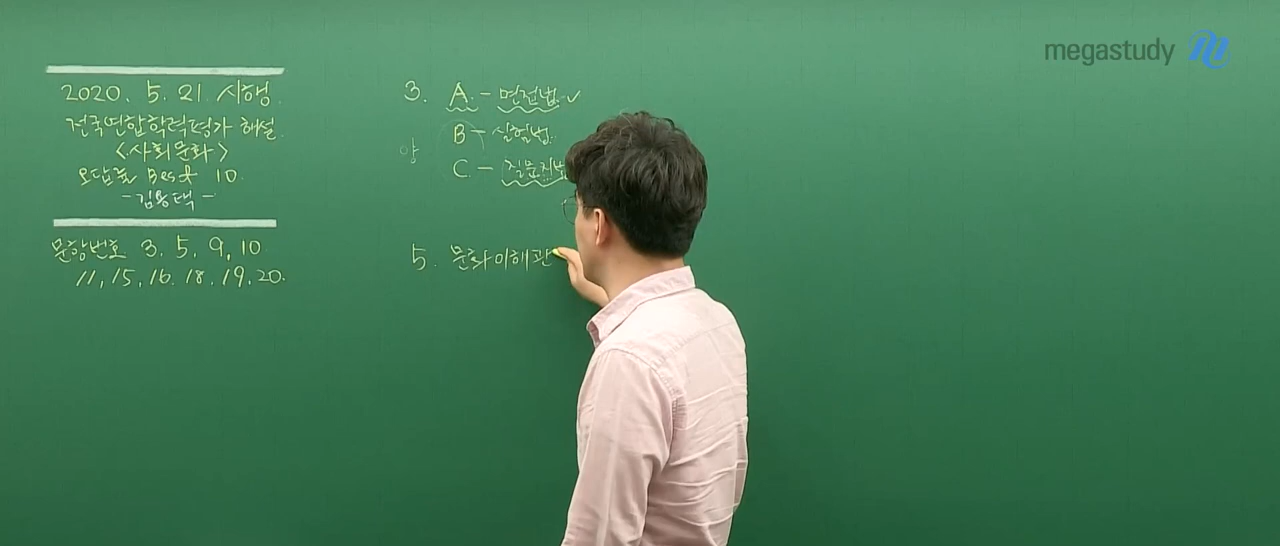 2020. 5. 21. 시행.
전국연합학력평가 해설.
<사회문화>
오답률 Best 10.
- 김용택 -
문항번호 3. 5, 9, 10
11, 15, 16. 18. 19. 20.
3. A. - 면접법 ✓
B - 실험법.
양
C. - 질문지법
5. 문화이해관
megastudy